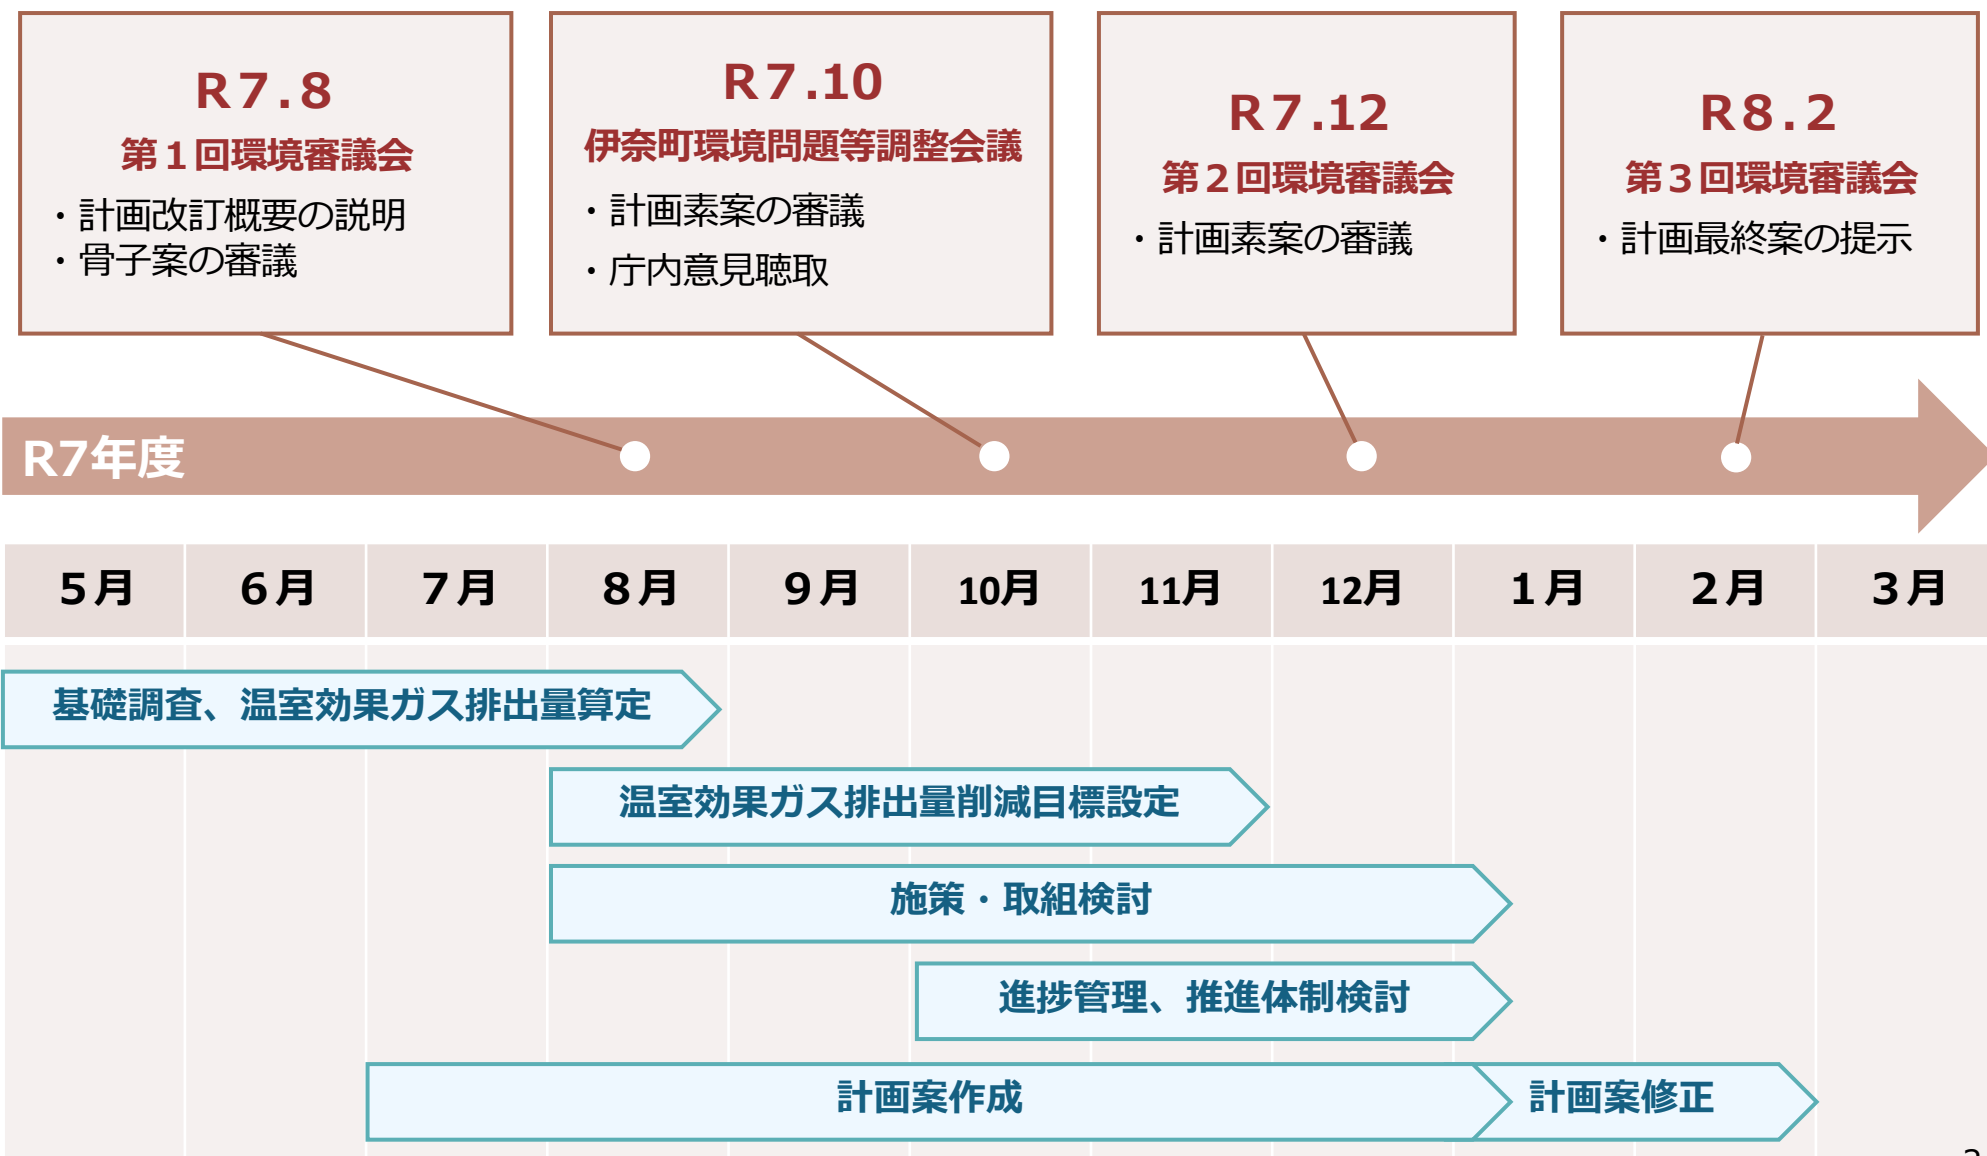 R7.8
第1回環境審議会
・計画改訂概要の説明
・骨子案の審議
R7.10
伊奈町環境問題等調整会議
・計画素案の審議
・庁内意見聴取
R7.12
第2回環境審議会
・計画素案の審議
R8.2
第3回環境審議会
・計画最終案の提示
R7年度
5月 6月 7月 8月 9月 10月 11月 12月 1月 2月 3月
基礎調査、温室効果ガス排出量算定
温室効果ガス排出量削減目標設定
施策・取組検討
進捗管理、推進体制検討
計画案作成 計画案修正